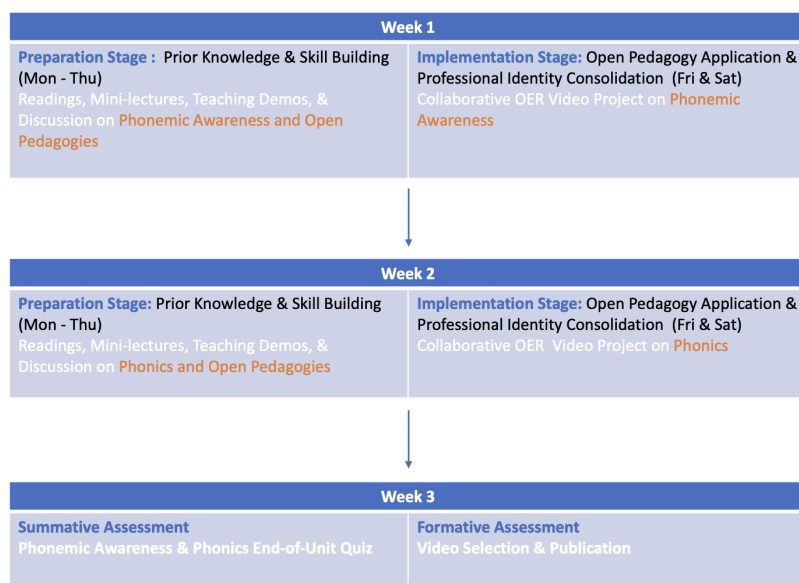 Week 1
Preparation Stage : Prior Knowledge & Skill Building
(Mon - Thu)
Readings, Mini-lectures, Teaching Demos, &
Discussion on Phonemic Awareness and Open
Pedagogies
Implementation Stage: Open Pedagogy Application &
Professional Identity Consolidation (Fri & Sat)
Collaborative OER Video Project on Phonemic
Awareness
Week 2
Preparation Stage: Prior Knowledge & Skill Building
(Mon - Thu)
Readings, Mini-lectures, Teaching Demos, &
Discussion on Phonics and Open Pedagogies
Implementation Stage: Open Pedagogy Application &
Professional Identity Consolidation (Fri & Sat)
Collaborative OER Video Project on Phonics
Week 3
Summative Assessment
Phonemic Awareness & Phonics End-of-Unit Quiz
Formative Assessment
Video Selection & Publication